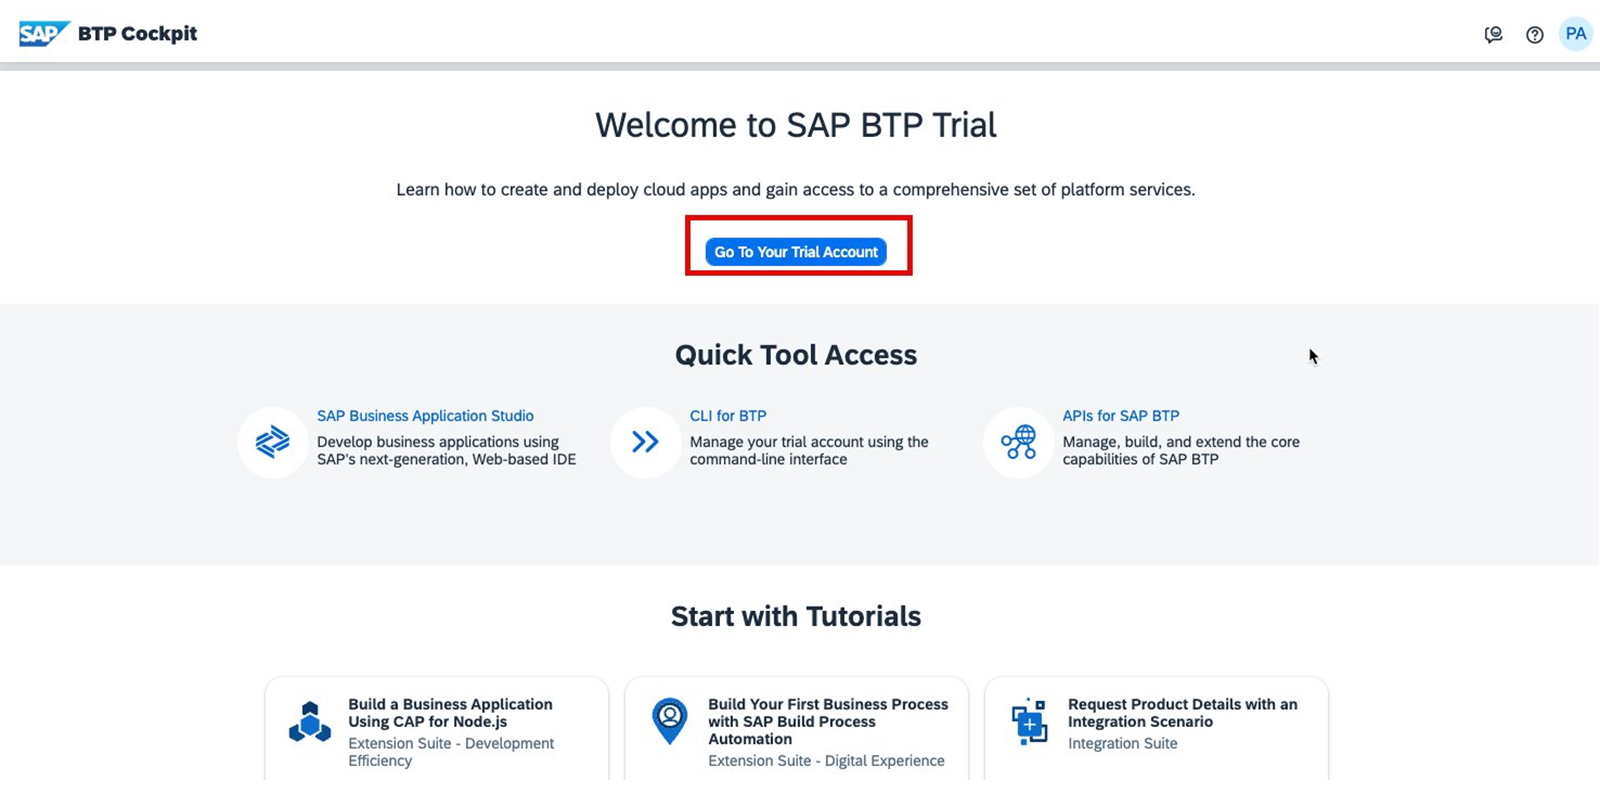 SAP BTP Cockpit
PA
Welcome to SAP BTP Trial
Learn how to create and deploy cloud apps and gain access to a comprehensive set of platform services.
Go To Your Trial Account
Quick Tool Access
SAP Business Application Studio
Develop business applications using
SAP's next-generation, Web-based IDE
CLI for BTP
Manage your trial account using the
command-line interface
APIs for SAP BTP
Manage, build, and extend the core
capabilities of SAP BTP
Start with Tutorials
Build a Business Application
Using CAP for Node.js
Extension Suite - Development
Efficiency
Build Your First Business Process
with SAP Build Process
Automation
Extension Suite - Digital Experience
Request Product Details with an
Integration Scenario
Integration Suite